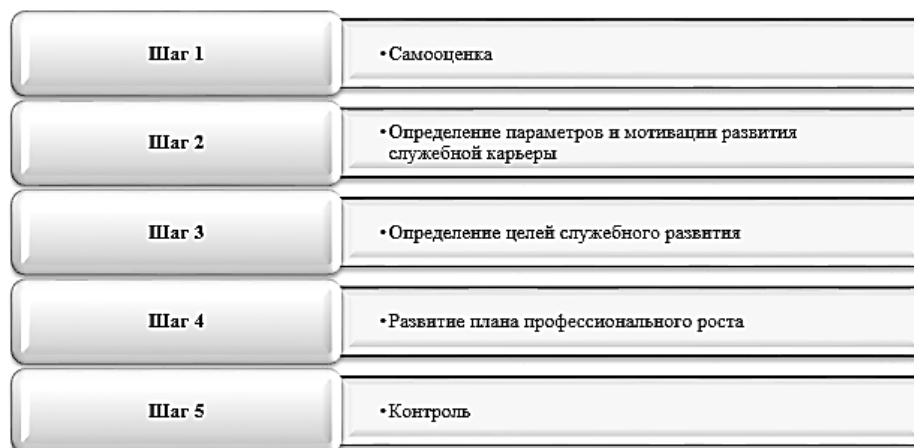 Шаг 1
•Самооценка
Шаг 2
•Определение параметров и мотивации развития
служебной карьеры
Шаг 3
•Определение целей служебного развития
Шаг 4
•Развитие плана профессионального роста
Шаг 5
•Контроль